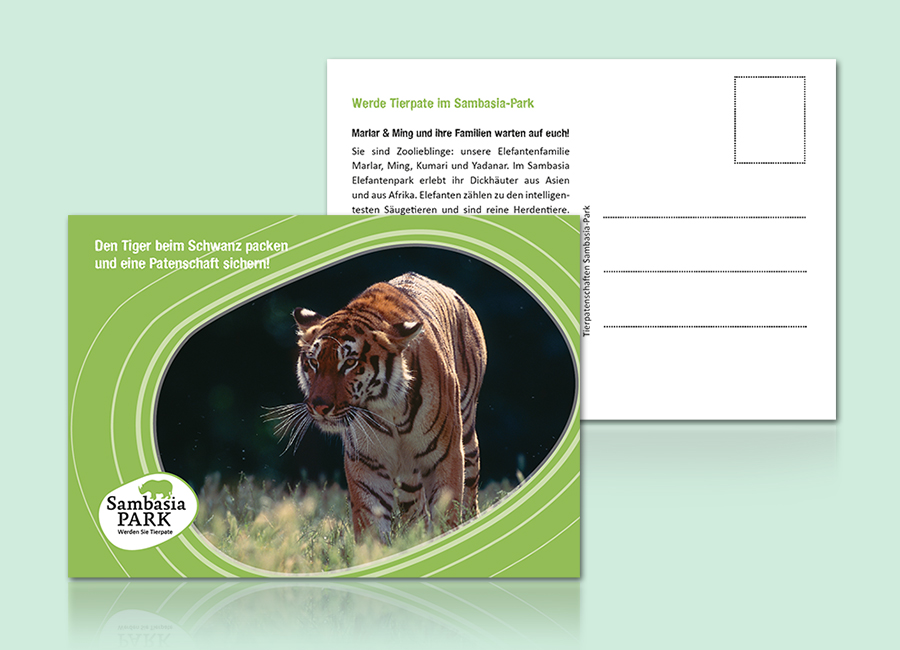 Werde Tierpate im Sambasia-Park
Marlar & Ming und ihre Familien warten auf euch!
Sie sind Zoolieblinge: unsere Elefantenfamilie
Marlar, Ming, Kumari und Yadanar. Im Sambasia
Elefantenpark erlebt ihr Dickhäuter aus Asien
und aus Afrika. Elefanten zählen zu den intelligen-
testen Säugetieren und sind reine Herdentiere.
Tierpatenschaften Sambasia-Park
Den Tiger beim Schwanz packen
und eine Patenschaft sichern!
Sambasia
PARK
Werden Sie Tierpate